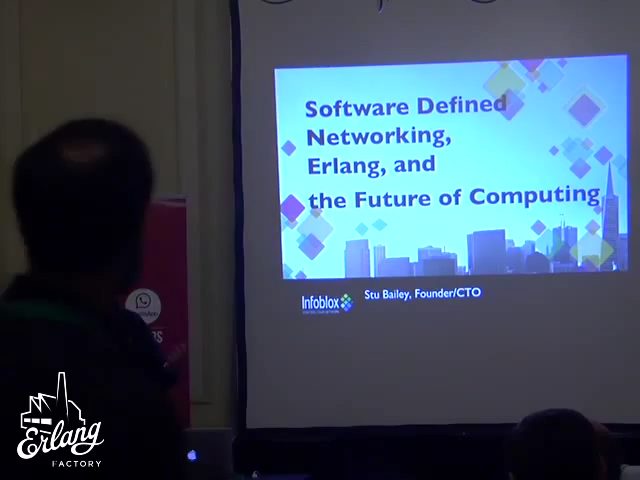 Software Defined
Networking,
Erlang, and
the Future of Computing
Infoblox
Stu Bailey, Founder/CTO
Erlang
FACTORY